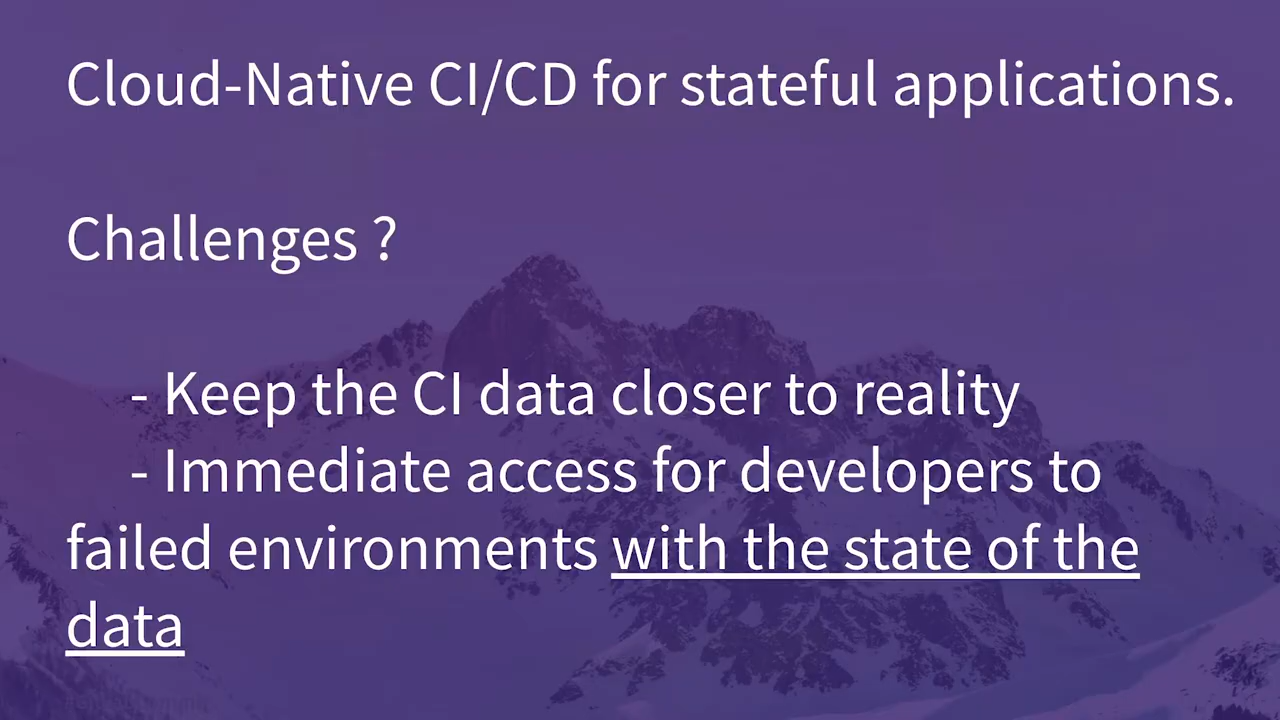 Cloud-Native CI/CD for stateful applications.
Challenges ?
- Keep the CI data closer to reality
- Immediate access for developers to
failed environments with the state of the
data